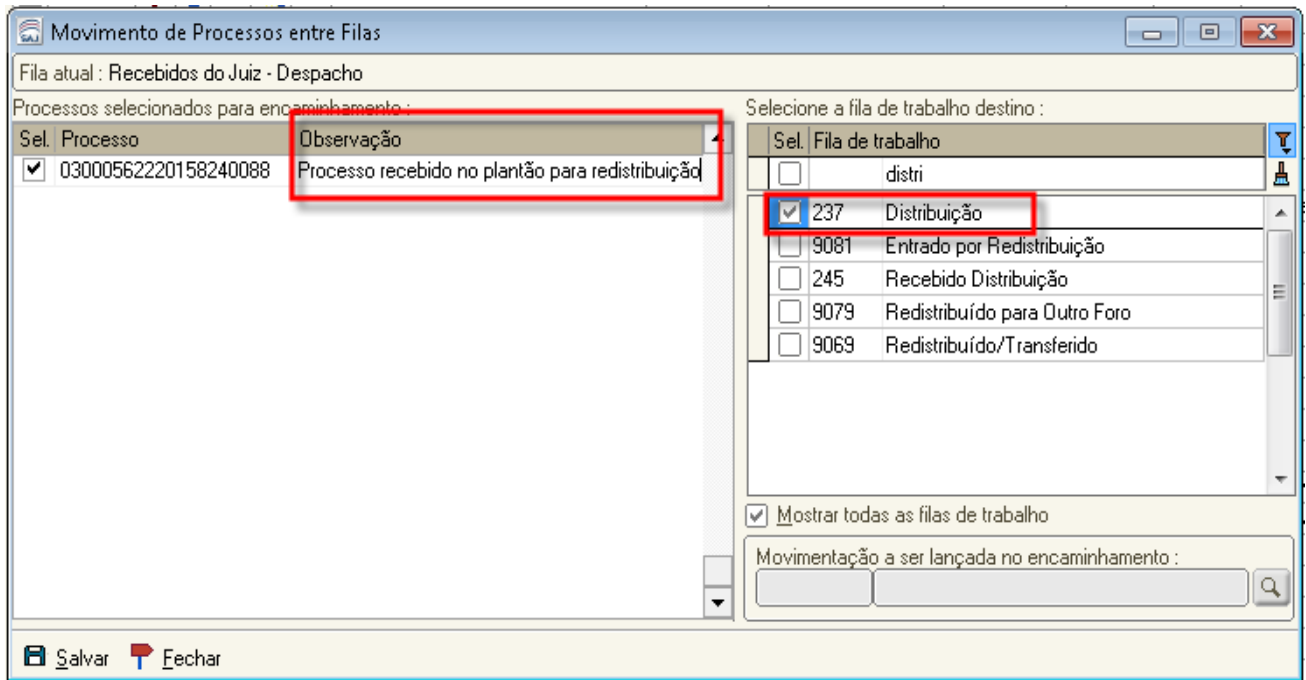 Movimento de Processos entre Filas
Fila atual : Recebidos do Juiz - Despacho
Processos selecionados para encaminhamento :
Sel. Processo Observação
03000562220158240088 Processo recebido no plantão para redistribuição
Selecione a fila de trabalho destino :
Sel. Fila de trabalho
distri
237 Distribuição
9081 Entrado por Redistribuição
245 Recebido Distribuição
9079 Redistribuído para Outro Foro
9069 Redistribuído/Transferido
Mostrar todas as filas de trabalho
Movimentação a ser lançada no encaminhamento :
Salvar Fechar